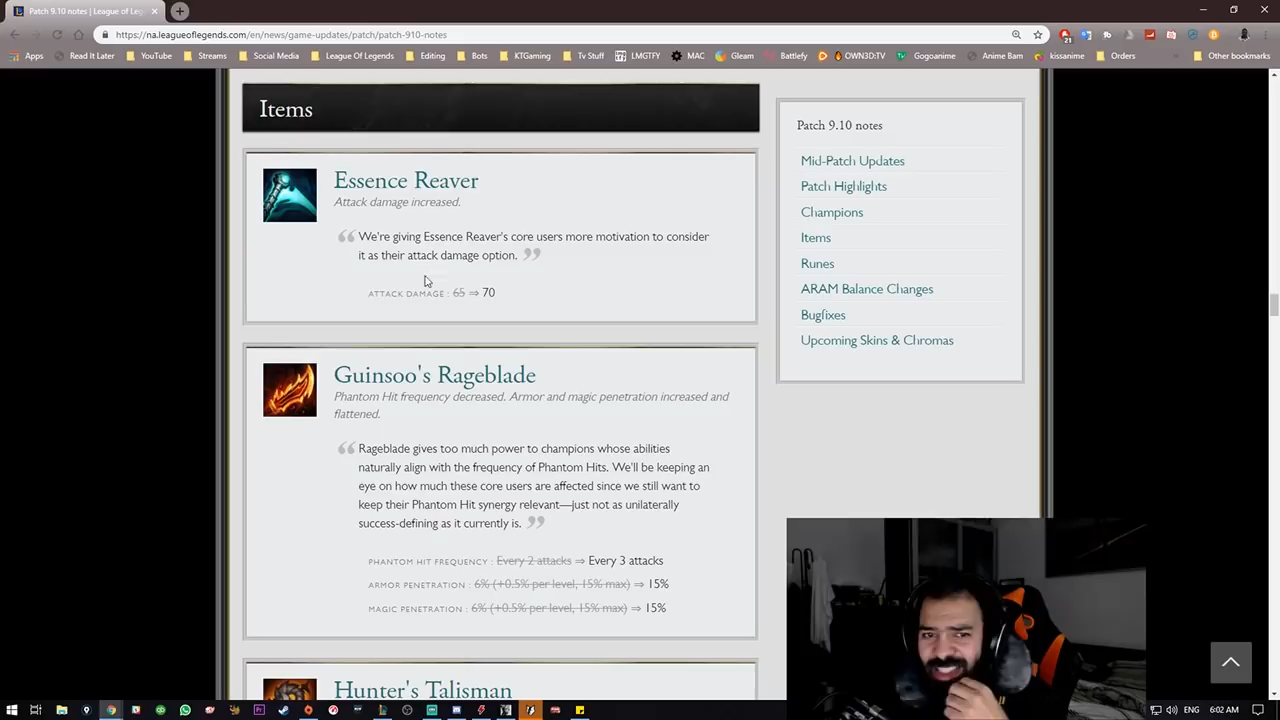 Patch 9.10 notes | League of Leg
https://na.leagueoflegends.com/en/news/game-updates/patch/patch-910-notes
21
Apps
Read It Later
YouTube
Streams
Social Media
League Of Legends
Editing
Bots
KTGaming
Tv Stuff
LMGTFY
MAC
Gleam
Battlefy
OWN3D:TV
Gogoanime
Anime Bam
kissanime
Orders
Other bookmarks
Items
Essence Reaver
Attack damage increased.
We're giving Essence Reaver's core users more motivation to consider
it as their attack damage option.
ATTACK DAMAGE : 65 ⇒ 70
Guinsoo's Rageblade
Phantom Hit frequency decreased. Armor and magic penetration increased and
flattened.
Rageblade gives too much power to champions whose abilities
naturally align with the frequency of Phantom Hits. We'll be keeping an
eye on how much these core users are affected since we still want to
keep their Phantom Hit synergy relevant—just not as unilaterally
success-defining as it currently is.
PHANTOM HIT FREQUENCY : Every 2 attacks ⇒ Every 3 attacks
ARMOR PENETRATION : 6% (+0.5% per level, 15% max) ⇒ 15%
MAGIC PENETRATION : 6% (+0.5% per level, 15% max) ⇒ 15%
Hunter's Talisman
Patch 9.10 notes
Mid-Patch Updates
Patch Highlights
Champions
Items
Runes
ARAM Balance Changes
Bugfixes
Upcoming Skins & Chromas
ENG
6:02 AM